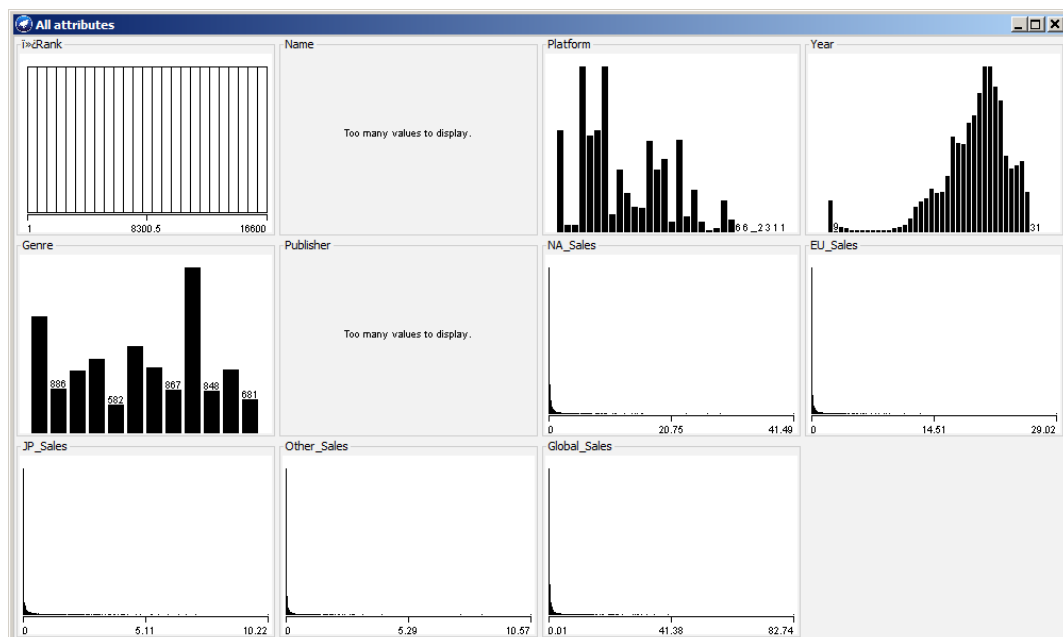 All attributes
ï»¿Rank
Name
Platform
Year
Too many values to display.
6 6 _ 2 3 1 1
9
31
1
8300.5
16600
Genre
Publisher
NA_Sales
EU_Sales
886
582
867
848
681
Too many values to display.
0
20.75
41.49
0
14.51
29.02
JP_Sales
Other_Sales
Global_Sales
0
5.11
10.22
0
5.29
10.57
0.01
41.38
82.74